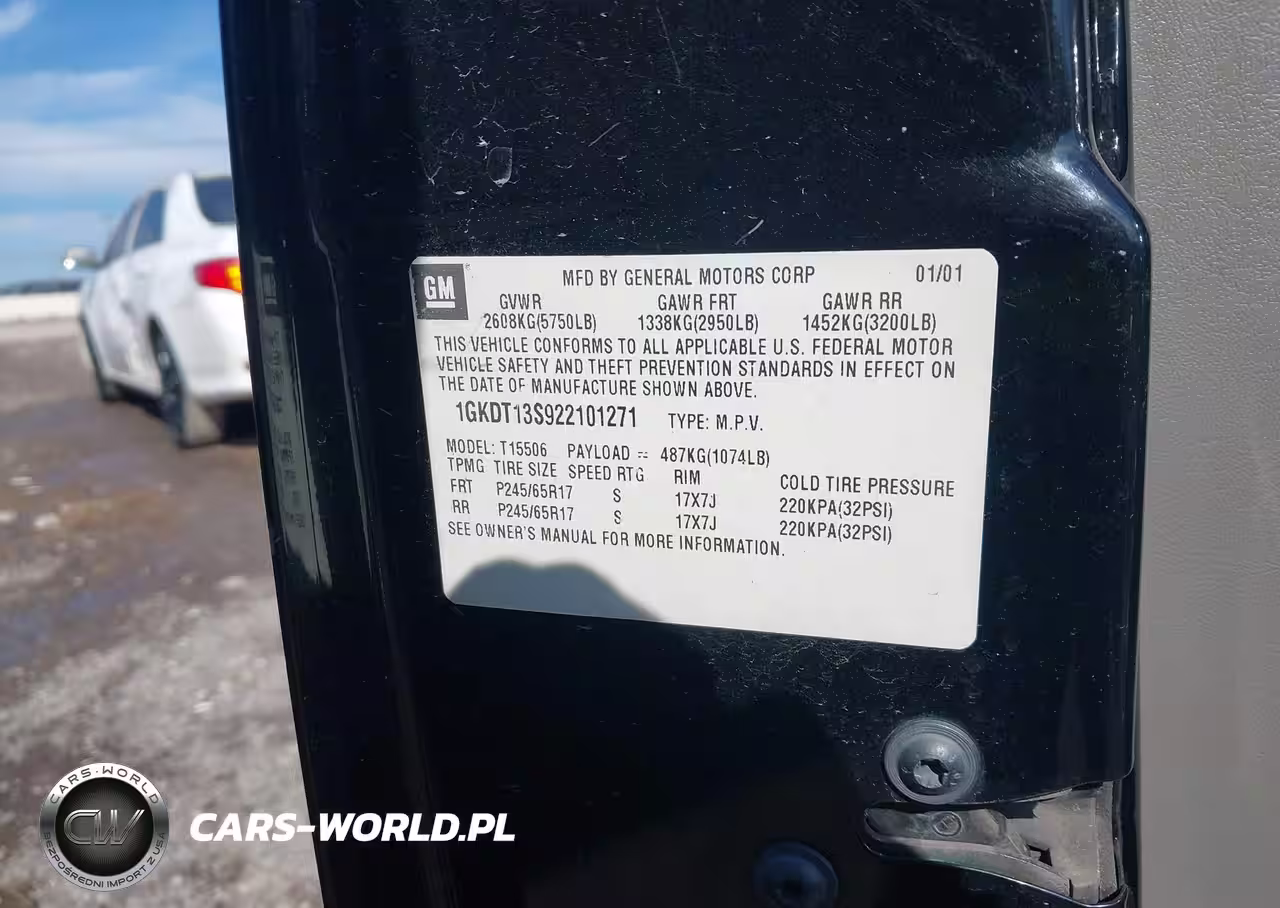 GM
MFD BY GENERAL MOTORS CORP 01/01
GVWR GAWR FRT GAWR RR
2608KG(5750LB) 1338KG(2950LB) 1452KG(3200LB)
THIS VEHICLE CONFORMS TO ALL APPLICABLE U.S. FEDERAL MOTOR
VEHICLE SAFETY AND THEFT PREVENTION STANDARDS IN EFFECT ON
THE DATE OF MANUFACTURE SHOWN ABOVE.
1GKDT13S922101271 TYPE: M.P.V.
MODEL: T15506 PAYLOAD = 487KG(1074LB)
TPMG TIRE SIZE SPEED RTG RIM COLD TIRE PRESSURE
FRT P245/65R17 S 17X7J 220KPA(32PSI)
RR P245/65R17 S 17X7J 220KPA(32PSI)
SEE OWNER'S MANUAL FOR MORE INFORMATION.
CARS-WORLD
CW
BEZPOŚREDNI IMPORT Z USA
CARS-WORLD.PL